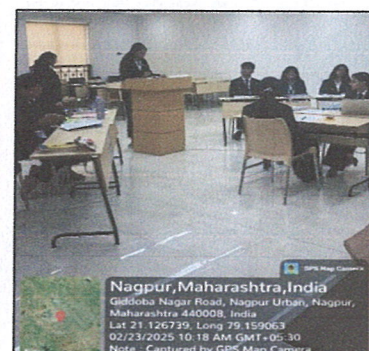 GPS Map Camera
Nagpur,Maharashtra,India
Giddoba Nagar Road, Nagpur Urban, Nagpur,
Maharashtra 440008, India
Lat 21.126739, Long 79.159063
02/23/2025 10:18 AM GMT+05:30
Note : Captured by GPS Map Camera